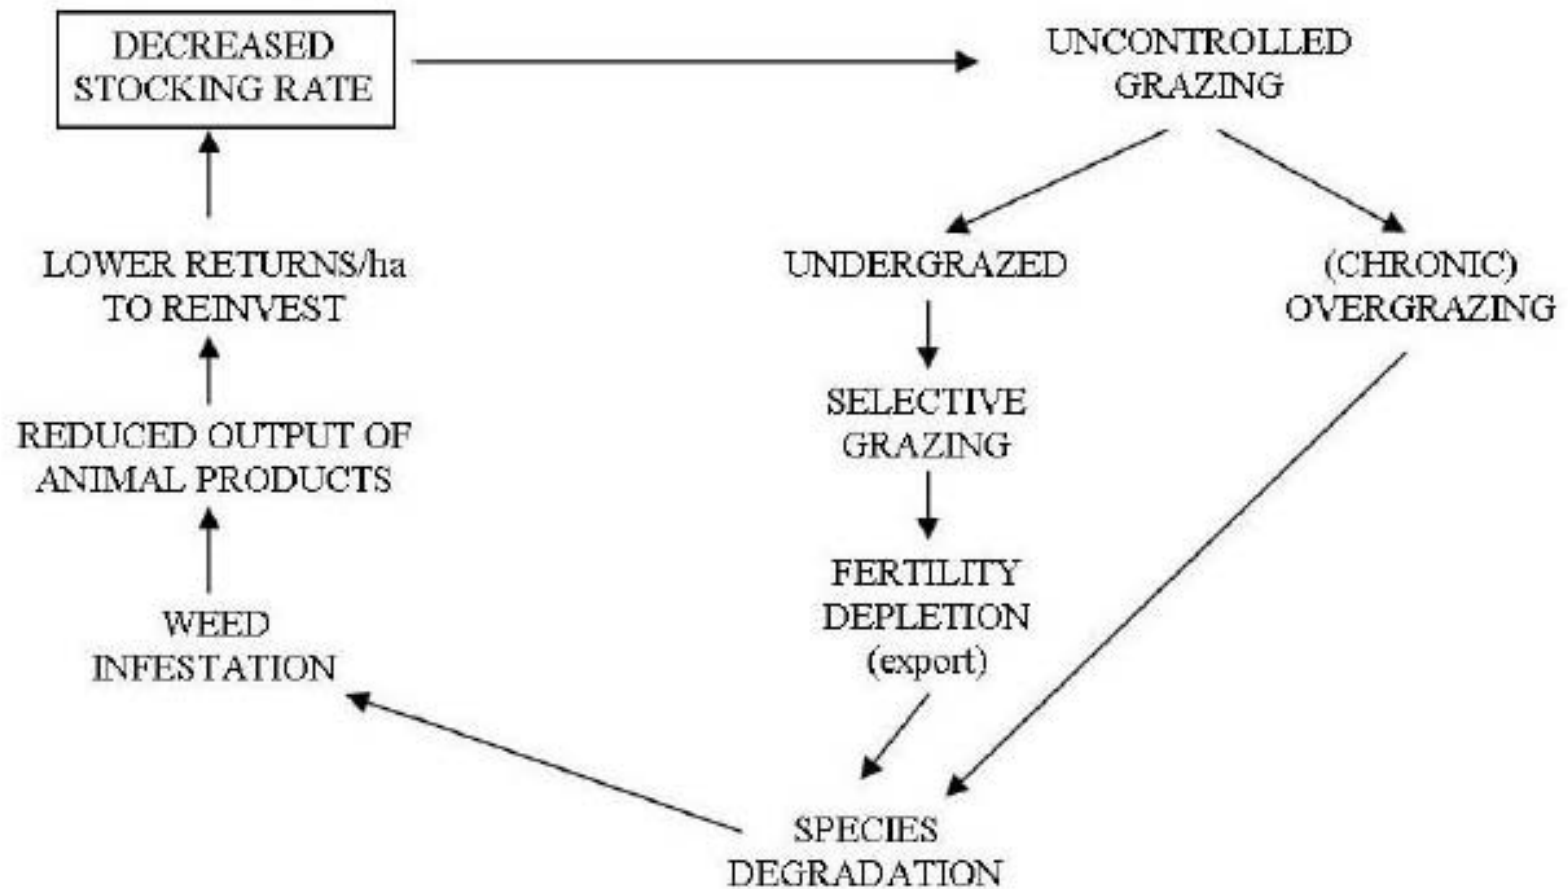 DECREASED
STOCKING RATE
UNCONTROLLED
GRAZING
UNDERGRAZED
(CHRONIC)
OVERGRAZING
SELECTIVE
GRAZING
FERTILITY
DEPLETION
(export)
SPECIES
DEGRADATION
WEED
INFESTATION
REDUCED OUTPUT OF
ANIMAL PRODUCTS
LOWER RETURNS/ha
TO REINVEST